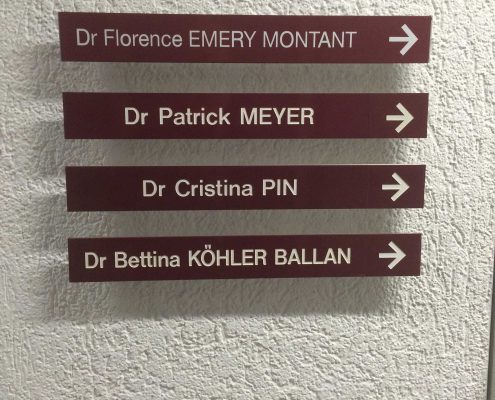 Dr Florence EMERY MONTANT →
Dr Patrick MEYER →
Dr Cristina PIN →
Dr Bettina KÖHLER BALLAN →